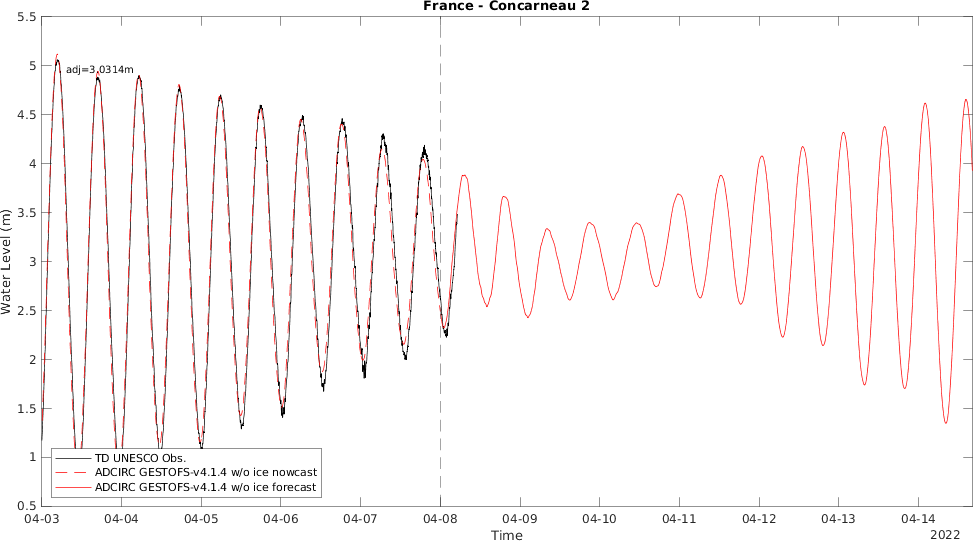 France - Concarneau 2
5.5
5
4.5
4
3.5
3
2.5
2
1.5
1
0.5
Water Level (m)
adj=3.0314m
TD UNESCO Obs.
ADCIRC GESTOFS-v4.1.4 w/o ice nowcast
ADCIRC GESTOFS-v4.1.4 w/o ice forecast
04-03 04-04 04-05 04-06 04-07 04-08 04-09 04-10 04-11 04-12 04-13 04-14
Time
2022